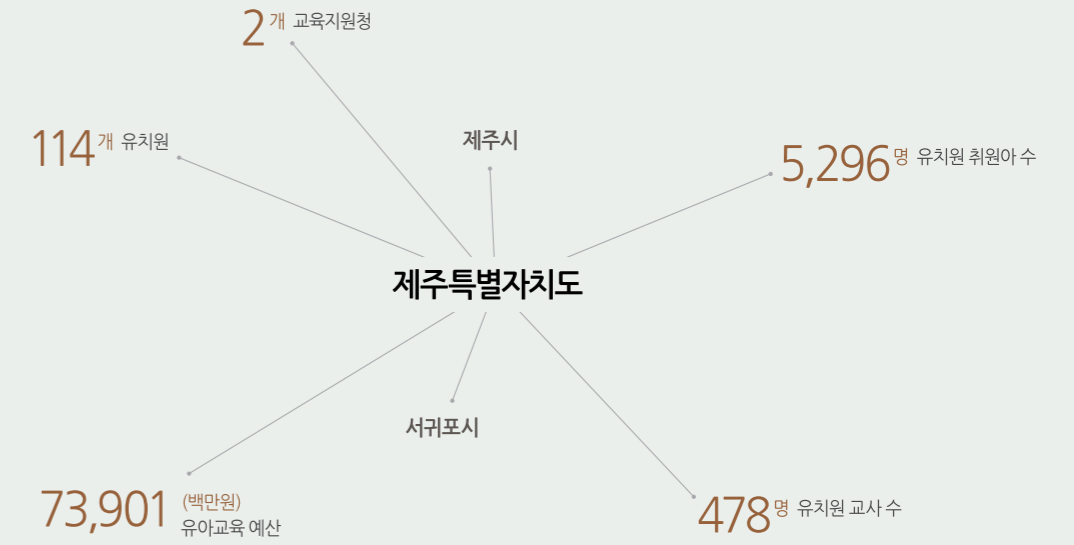 2개 교육지원청
114개 유치원
제주시
5,296명 유치원 취원아 수
제주특별자치도
서귀포시
73,901 (백만원)
유아교육 예산
478명 유치원 교사 수